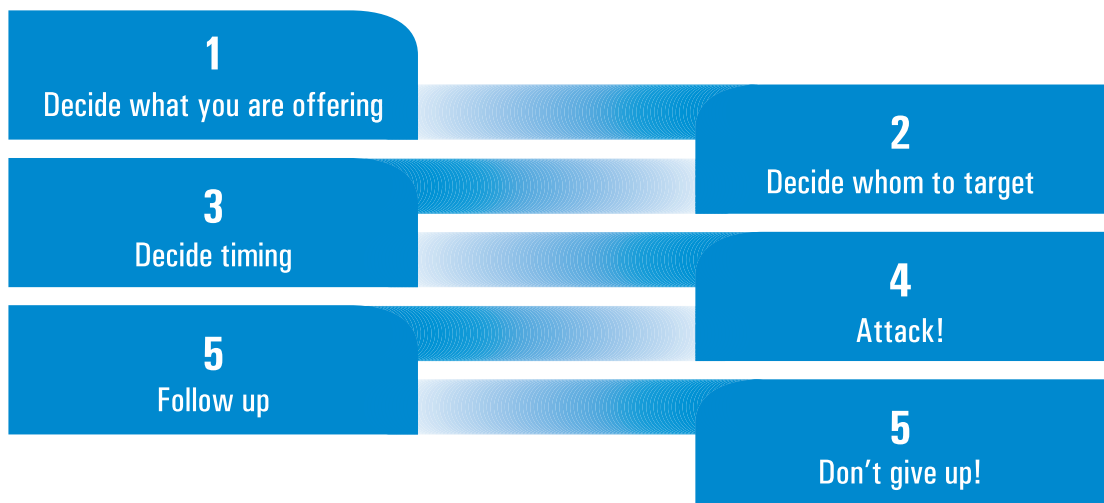 1
Decide what you are offering
2
Decide whom to target
3
Decide timing
4
Attack!
5
Follow up
5
Don't give up!